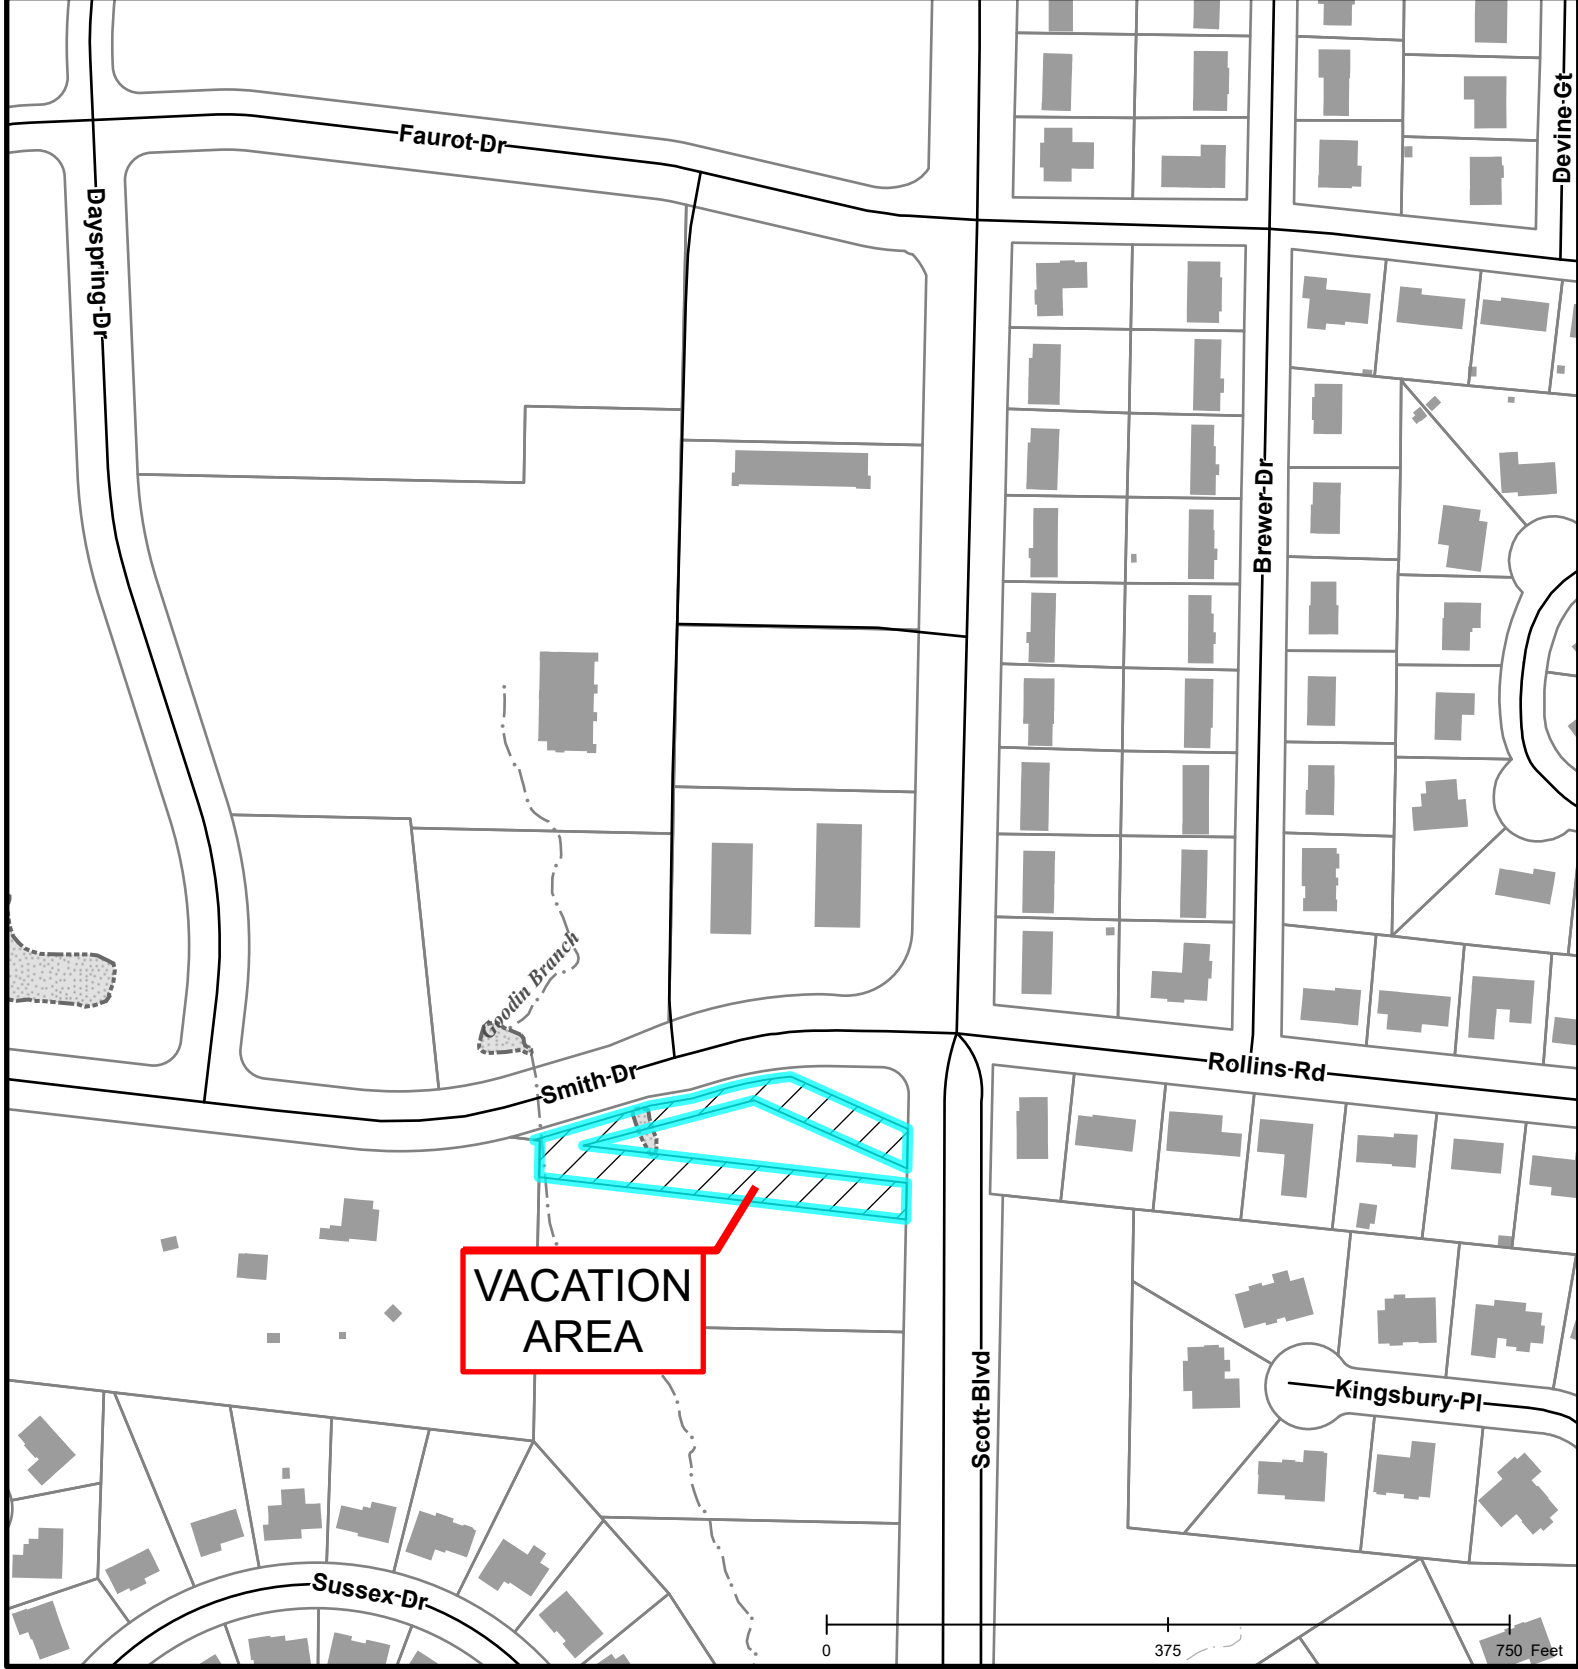 Faurot-Dr
Devine-Ct
Dayspring-Dr
Brewer-Dr
Goodin Branch
Smith-Dr
Rollins-Rd
VACATION
AREA
Scott-Blvd
Kingsbury-Pl
Sussex-Dr
0 375 750 Feet